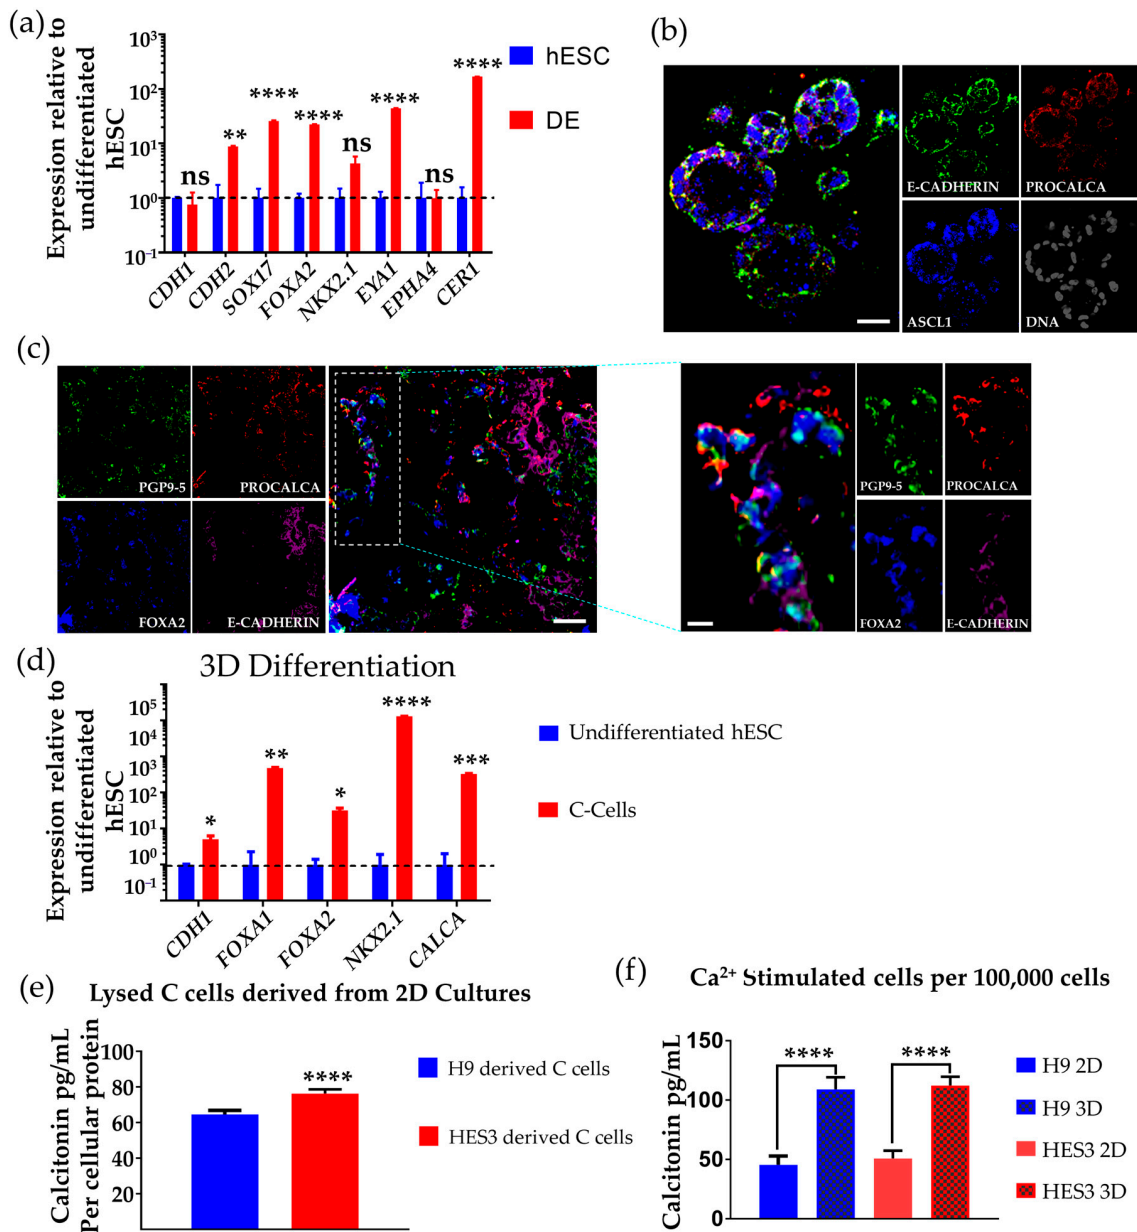 (a)
Expression relative to
undifferentiated
hESC
10³
10²
10¹
10⁰
10⁻¹
ns
**
****
****
ns
****
ns
****
hESC
DE
CDH1
CDH2
SOX17
FOXA2
NKX2.1
EYA1
EPHA4
CER1
(b)
E-CADHERIN
PROCALCA
ASCL1
DNA
(c)
PGP9-5
PROCALCA
FOXA2
E-CADHERIN
PGP9-5
PROCALCA
FOXA2
E-CADHERIN
(d)
3D Differentiation
Expression relative to
undifferentiated
hESC
10⁵
10⁴
10³
10²
10¹
10⁰
10⁻¹
*
**
*
****
***
Undifferentiated hESC
C-Cells
CDH1
FOXA1
FOXA2
NKX2.1
CALCA
(e)
Lysed C cells derived from 2D Cultures
Calcitonin pg/mL
Per cellular protein
100
80
60
40
20
****
H9 derived C cells
HES3 derived C cells
(f)
Ca²⁺ Stimulated cells per 100,000 cells
Calcitonin pg/mL
150
100
50
0
****
****
H9 2D
H9 3D
HES3 2D
HES3 3D